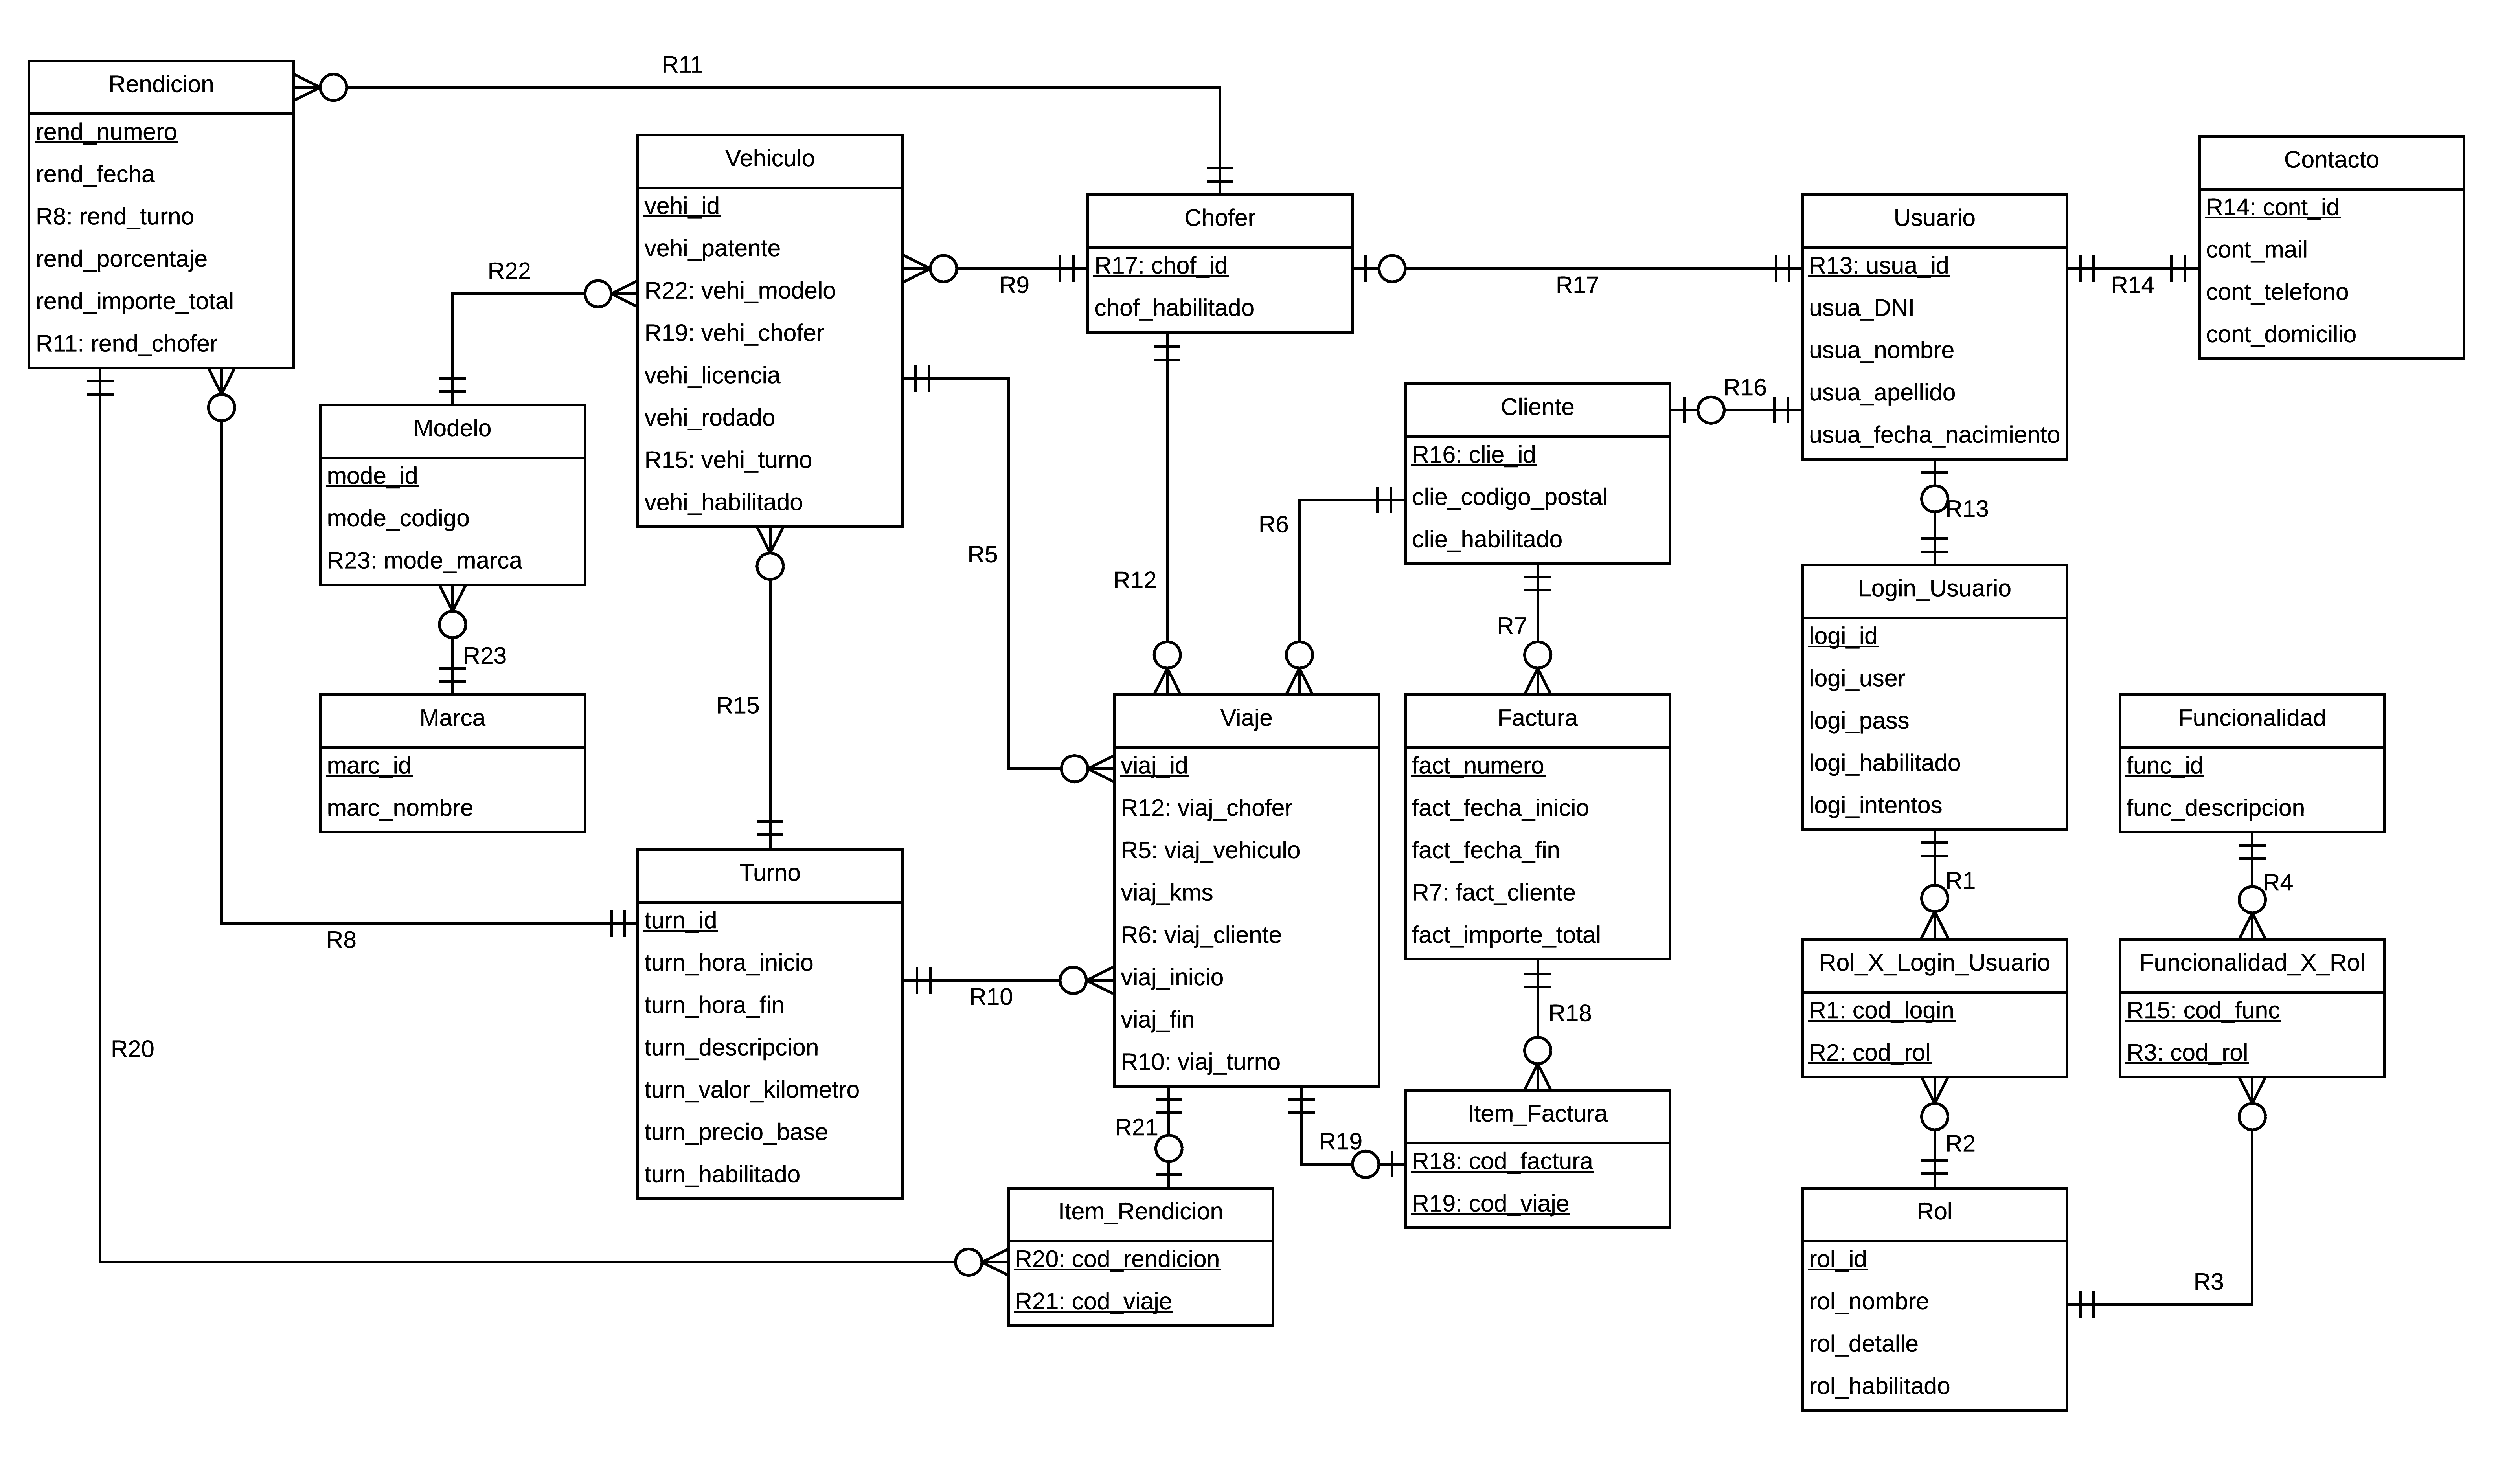 R11
Rendicion
rend_numero
rend_fecha
R8: rend_turno
rend_porcentaje
rend_importe_total
R11: rend_chofer
Vehiculo
vehi_id
vehi_patente
R22: vehi_modelo
R19: vehi_chofer
vehi_licencia
vehi_rodado
R15: vehi_turno
vehi_habilitado
R22
R9
Chofer
R17: chof_id
chof_habilitado
R17
Usuario
R13: usua_id
usua_DNI
usua_nombre
usua_apellido
usua_fecha_nacimiento
R14
Contacto
R14: cont_id
cont_mail
cont_telefono
cont_domicilio
Modelo
mode_id
mode_codigo
R23: mode_marca
R23
Marca
marc_id
marc_nombre
R16
Cliente
R16: clie_id
clie_codigo_postal
clie_habilitado
R5
R12
R6
R7
R13
R15
Login_Usuario
logi_id
logi_user
logi_pass
logi_habilitado
logi_intentos
Viaje
viaj_id
R12: viaj_chofer
R5: viaj_vehiculo
viaj_kms
R6: viaj_cliente
viaj_inicio
viaj_fin
R10: viaj_turno
Factura
fact_numero
fact_fecha_inicio
fact_fecha_fin
R7: fact_cliente
fact_importe_total
Funcionalidad
func_id
func_descripcion
R8
Turno
turn_id
turn_hora_inicio
turn_hora_fin
turn_descripcion
turn_valor_kilometro
turn_precio_base
turn_habilitado
R10
R1
R4
R20
R18
Rol_X_Login_Usuario
R1: cod_login
R2: cod_rol
Funcionalidad_X_Rol
R15: cod_func
R3: cod_rol
R21
R19
Item_Factura
R18: cod_factura
R19: cod_viaje
R2
Item_Rendicion
R20: cod_rendicion
R21: cod_viaje
Rol
rol_id
rol_nombre
rol_detalle
rol_habilitado
R3